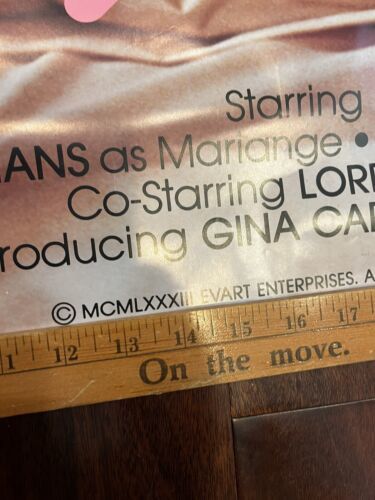 Starring
ANS as Mariange •
Co-Starring LOR
roducing GINA CA
© MCMLXXXIII EVART ENTERPRISES. A
1 12 13 14 15 16 17
On the move.